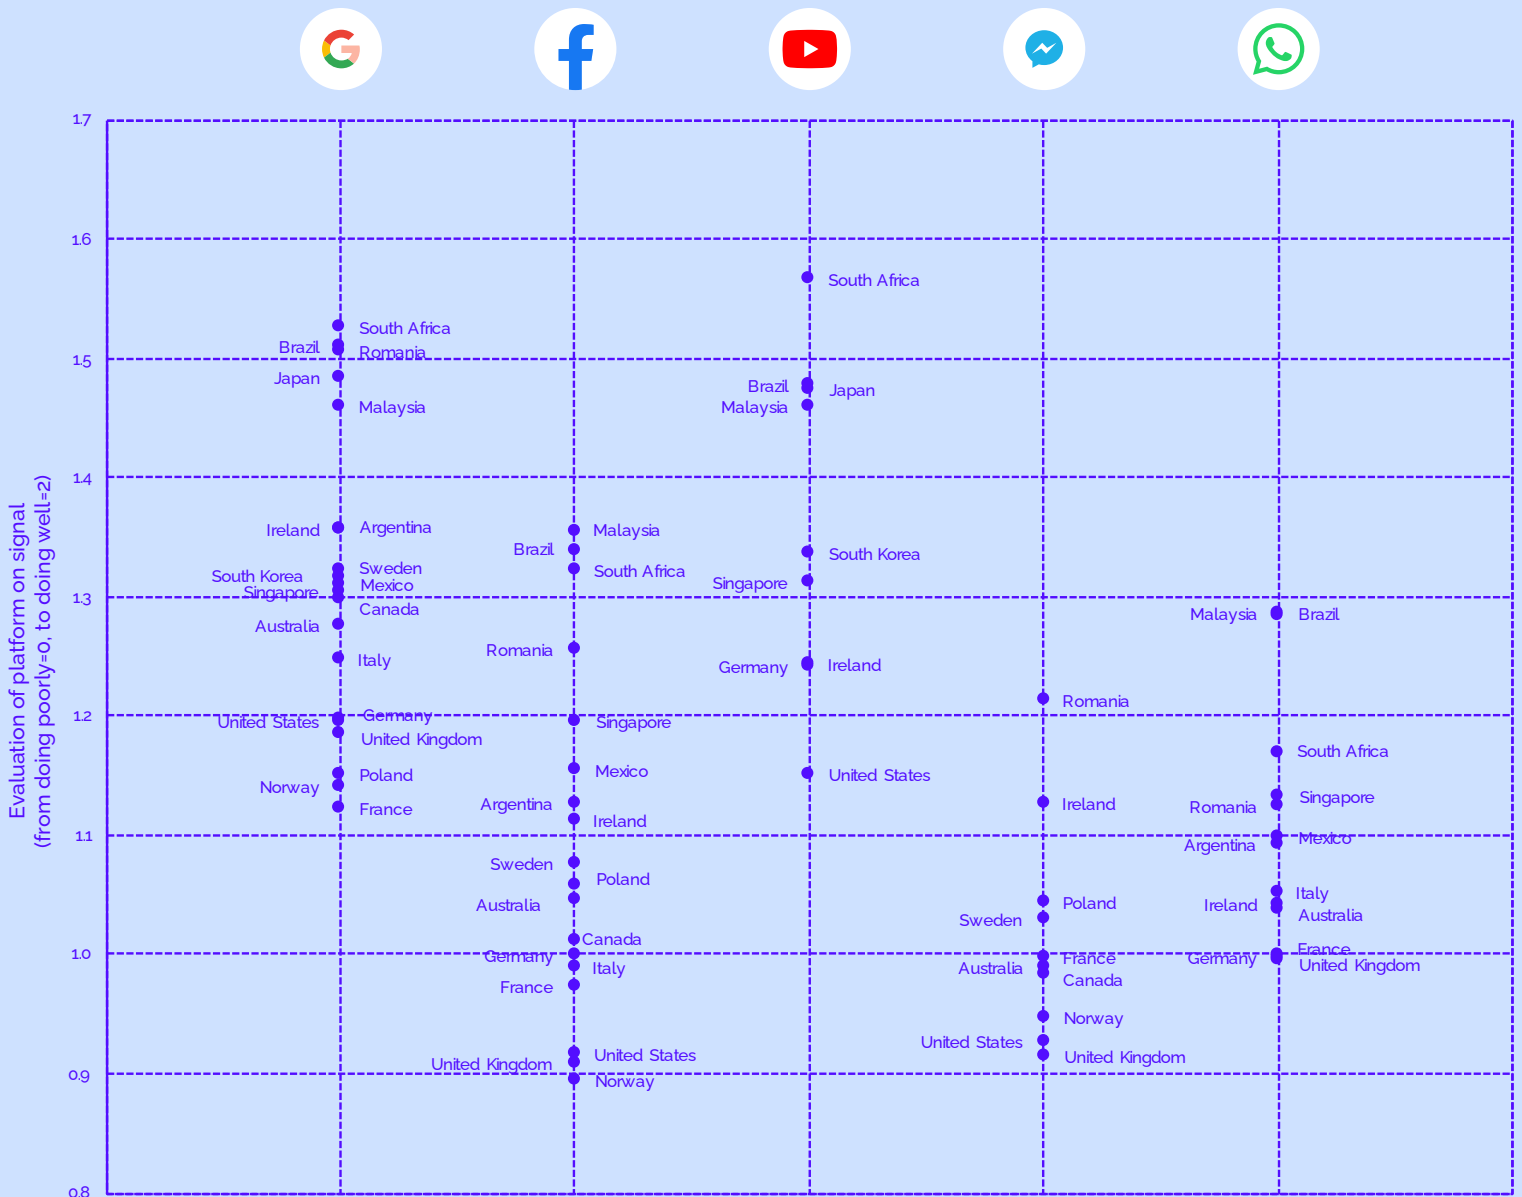 1.7
1.6
1.5
1.4
1.3
1.2
1.1
1.0
0.9
0.8
Evaluation of platform on signal
(from doing poorly=0, to doing well=2)
South Africa
Brazil
Romania
Japan
Malaysia
Ireland
Argentina
Sweden
South Korea
Mexico
Singapore
Canada
Australia
Italy
Germany
United States
United Kingdom
Poland
Norway
France
Malaysia
Brazil
South Africa
Romania
Singapore
Mexico
Argentina
Ireland
Sweden
Poland
Australia
Canada
Germany
Italy
France
United States
United Kingdom
Norway
South Africa
Brazil
Japan
Malaysia
South Korea
Singapore
Ireland
Germany
United States
Romania
Ireland
Poland
Sweden
France
Australia
Canada
Norway
United States
United Kingdom
Malaysia
Brazil
South Africa
Singapore
Romania
Mexico
Argentina
Italy
Ireland
Australia
France
Germany
United Kingdom